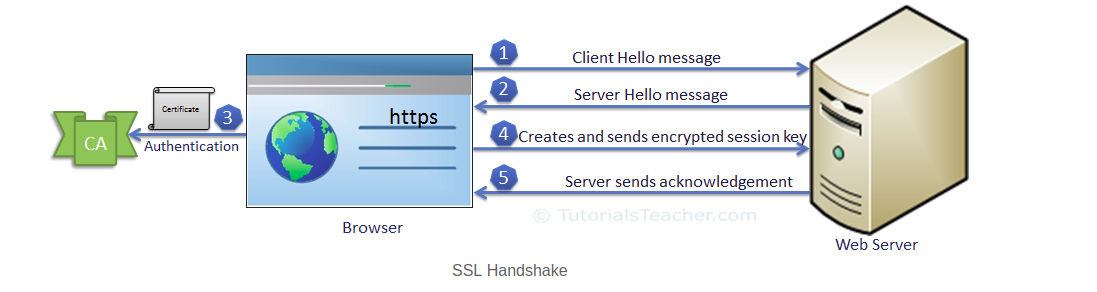 1
Client Hello message
2
Server Hello message
Certificate
3
https
4
Creates and sends encrypted session key
CA
Authentication
5
Server sends acknowledgement
© TutorialsTeacher.com
Browser
Web Server
SSL Handshake